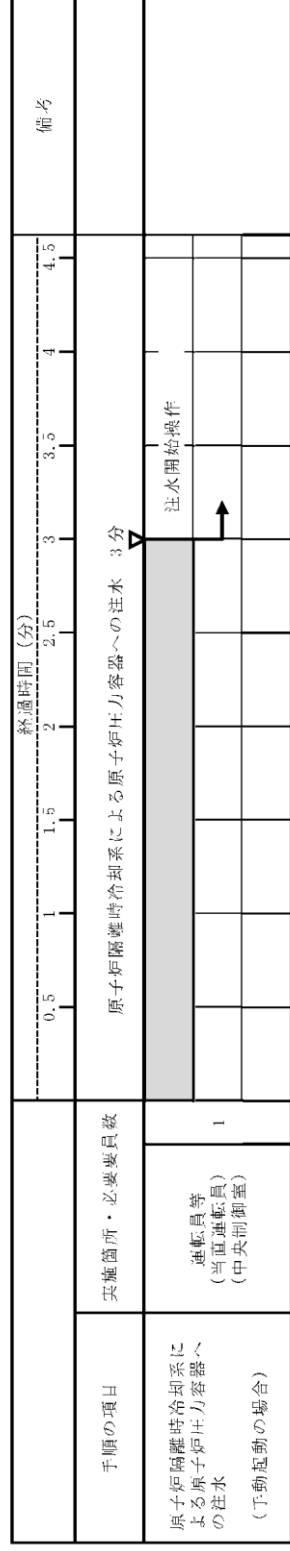 経過時間（分）
備考
0.5
1
1.5
2
2.5
3
3.5
4
4.5
手順の項目
実施箇所・必要要員数
原子炉隔離時冷却系による原子炉圧力容器への注水　3分
原子炉隔離時冷却系に
よる原子炉圧力容器へ
の注水
（手動起動の場合）
運転員等
（当直運転員）
（中央制御室）
1
注水開始操作